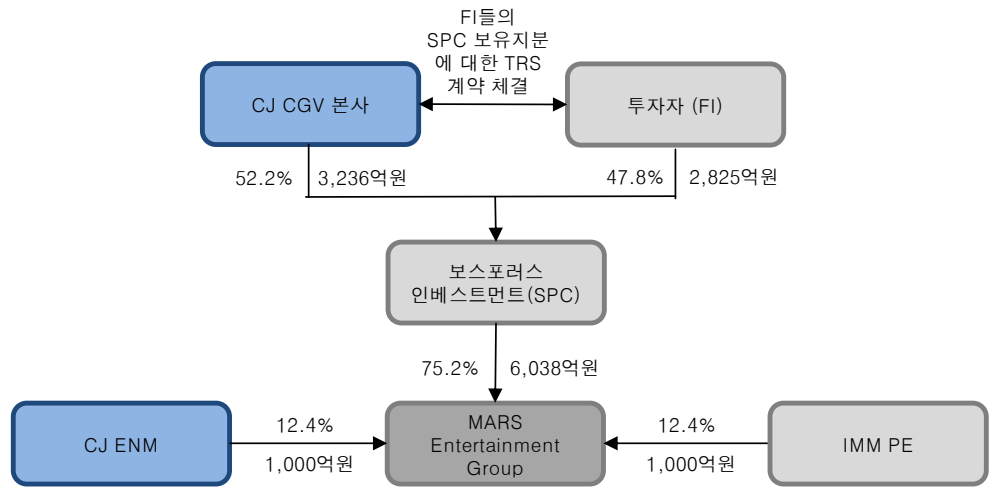 FI들의
SPC 보유지분
에 대한 TRS
계약 체결
CJ CGV 본사
투자자 (FI)
52.2%
3,236억원
47.8%
2,825억원
보스포러스
인베스트먼트(SPC)
75.2%
6,038억원
CJ ENM
12.4%
1,000억원
MARS
Entertainment
Group
12.4%
1,000억원
IMM PE